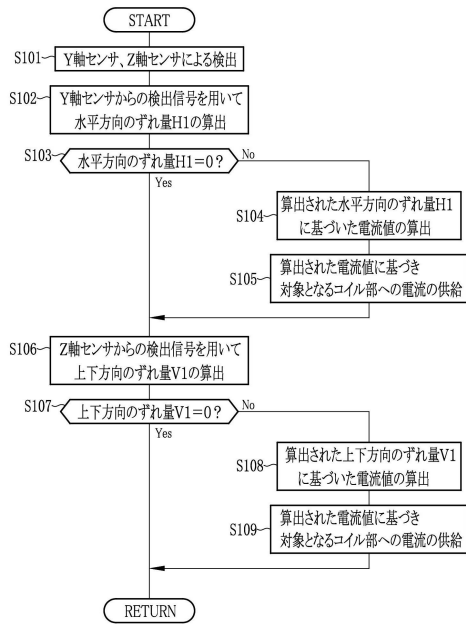 START
S101
Y軸センサ、Z軸センサによる検出
S102
Y軸センサからの検出信号を用いて
水平方向のずれ量H1の算出
S103
水平方向のずれ量H1=0?
No
Yes
S104
算出された水平方向のずれ量H1
に基づいた電流値の算出
S105
算出された電流値に基づき
対象となるコイル部への電流の供給
S106
Z軸センサからの検出信号を用いて
上下方向のずれ量V1の算出
S107
上下方向のずれ量V1=0?
No
Yes
S108
算出された上下方向のずれ量V1
に基づいた電流値の算出
S109
算出された電流値に基づき
対象となるコイル部への電流の供給
RETURN